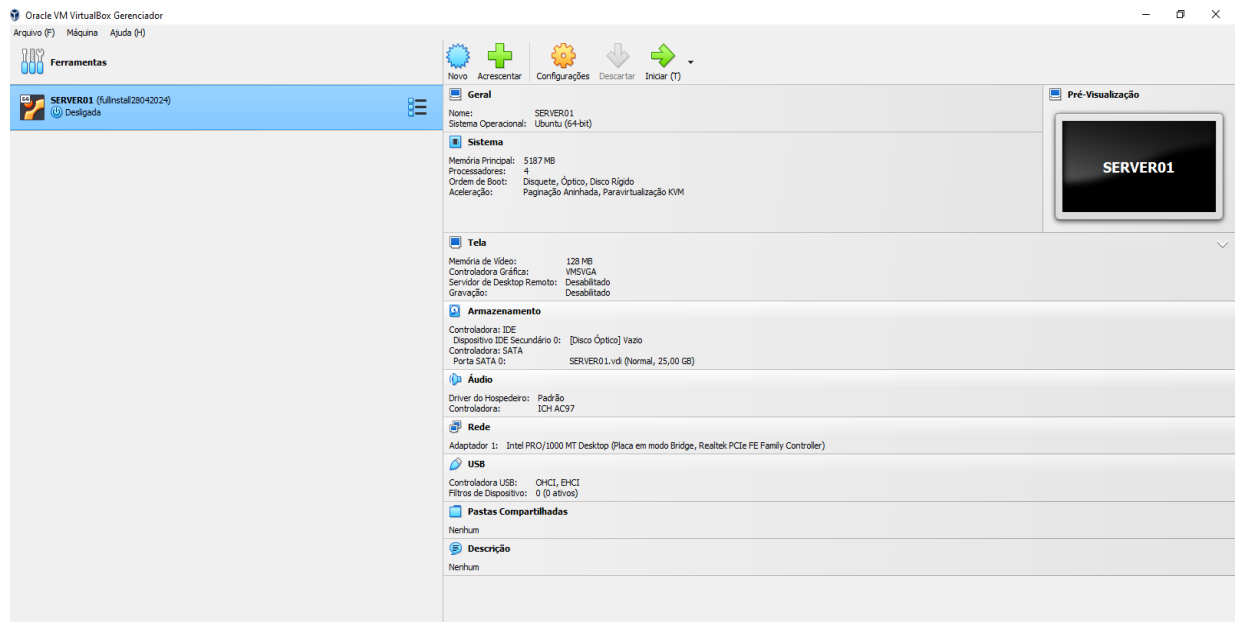 Oracle VM VirtualBox Gerenciador
Arquivo (F) Máquina Ajuda (H)
Ferramentas
Novo Acrescentar Configurações Descartar Iniciar (T)
64
SERVER01 (fullinstall28042024)
Desligada
Geral
Nome: SERVER01
Sistema Operacional: Ubuntu (64-bit)
Pré-Visualização
SERVER01
Sistema
Memória Principal: 5187 MB
Processadores: 4
Ordem de Boot: Disquete, Óptico, Disco Rígido
Aceleração: Paginação Aninhada, Paravirtualização KVM
Tela
Memória de Vídeo: 128 MB
Controladora Gráfica: VMSVGA
Servidor de Desktop Remoto: Desabilitado
Gravação: Desabilitado
Armazenamento
Controladora: IDE
Dispositivo IDE Secundário 0: [Disco Óptico] Vazio
Controladora: SATA
Porta SATA 0: SERVER01.vdi (Normal, 25,00 GB)
Áudio
Driver do Hospedeiro: Padrão
Controladora: ICH AC97
Rede
Adaptador 1: Intel PRO/1000 MT Desktop (Placa em modo Bridge, Realtek PCIe FE Family Controller)
USB
Controladora USB: OHCI, EHCI
Filtros de Dispositivo: 0 (0 ativos)
Pastas Compartilhadas
Nenhum
Descrição
Nenhum